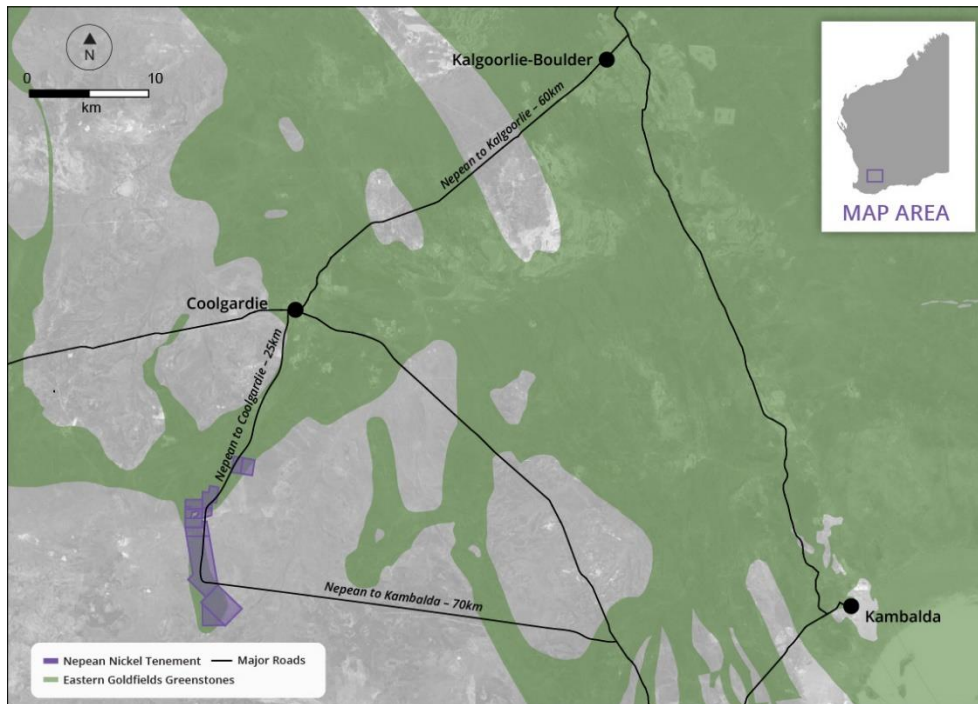 N
0 10
km
Kalgoorlie-Boulder
Nepean to Kalgoorlie – 60km
MAP AREA
Coolgardie
Nepean to Coolgardie – 25km
Nepean to Kambalda – 70km
Kambalda
Nepean Nickel Tenement Major Roads
Eastern Goldfields Greenstones